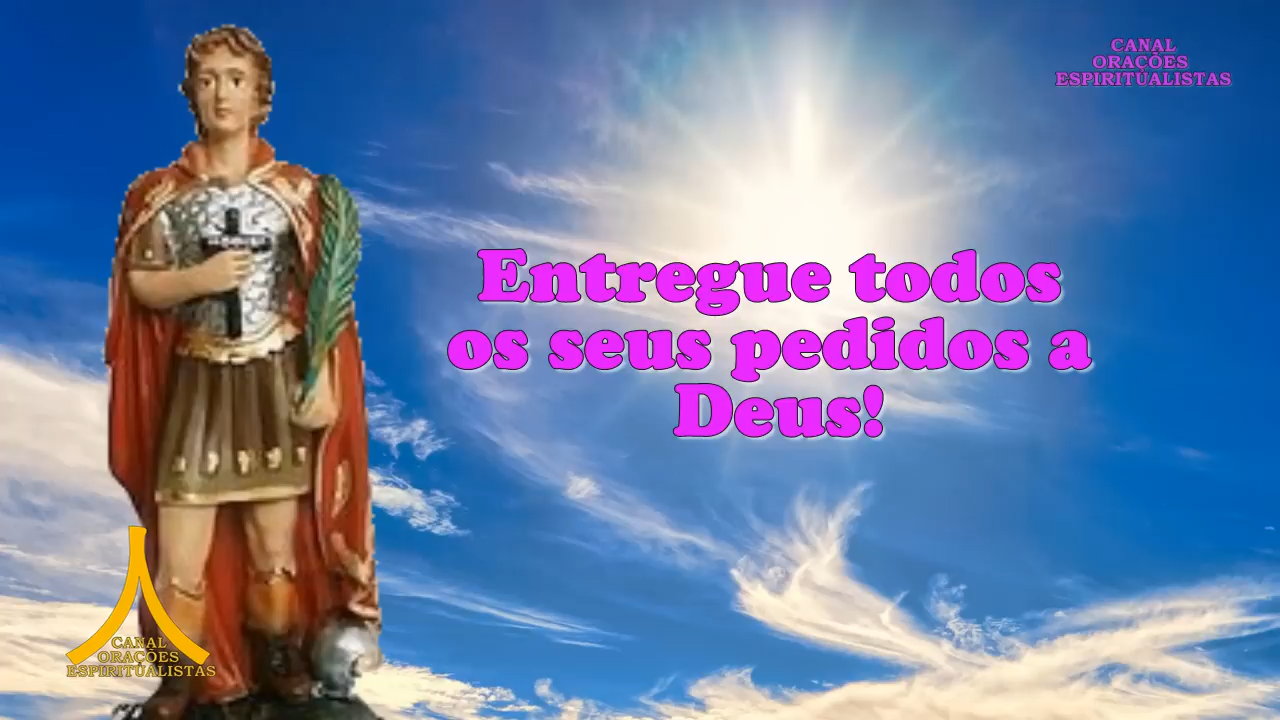 CANAL
ORAÇÕES
ESPIRITUALISTAS
Entregue todos
os seus pedidos a
Deus!
CANAL
ORAÇÕES
ESPIRITUALISTAS